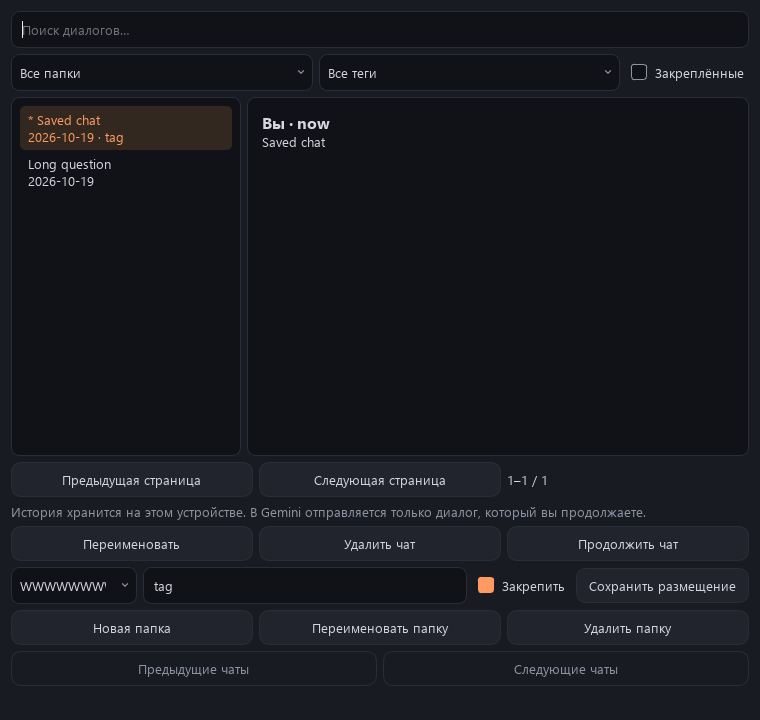 Поиск диалогов...
Все папки
Все теги
Закреплённые
* Saved chat
2026-10-19 · tag
Long question
2026-10-19
Вы · now
Saved chat
Предыдущая страница
Следующая страница
1–1 / 1
История хранится на этом устройстве. В Gemini отправляется только диалог, который вы продолжаете.
Переименовать
Удалить чат
Продолжить чат
tag
Закрепить
Сохранить размещение
Новая папка
Переименовать папку
Удалить папку
Предыдущие чаты
Следующие чаты